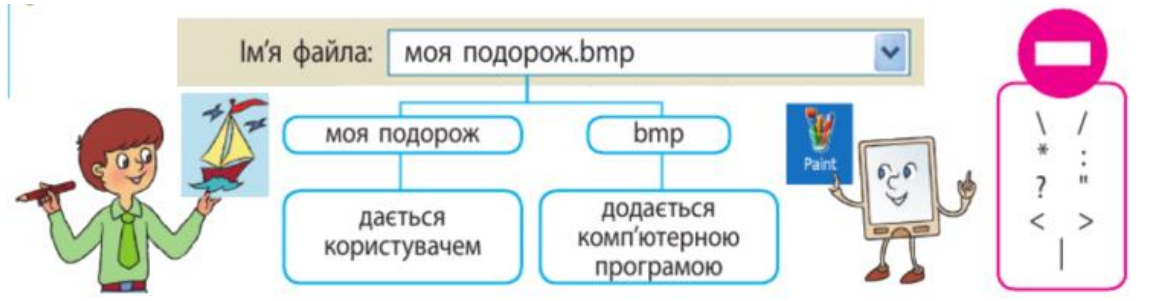 Ім'я файла: моя подорож.bmp
моя подорож
bmp
Paint
дається
користувачем
додається
комп'ютерною
програмою
\ /
* :
? "
< >
|